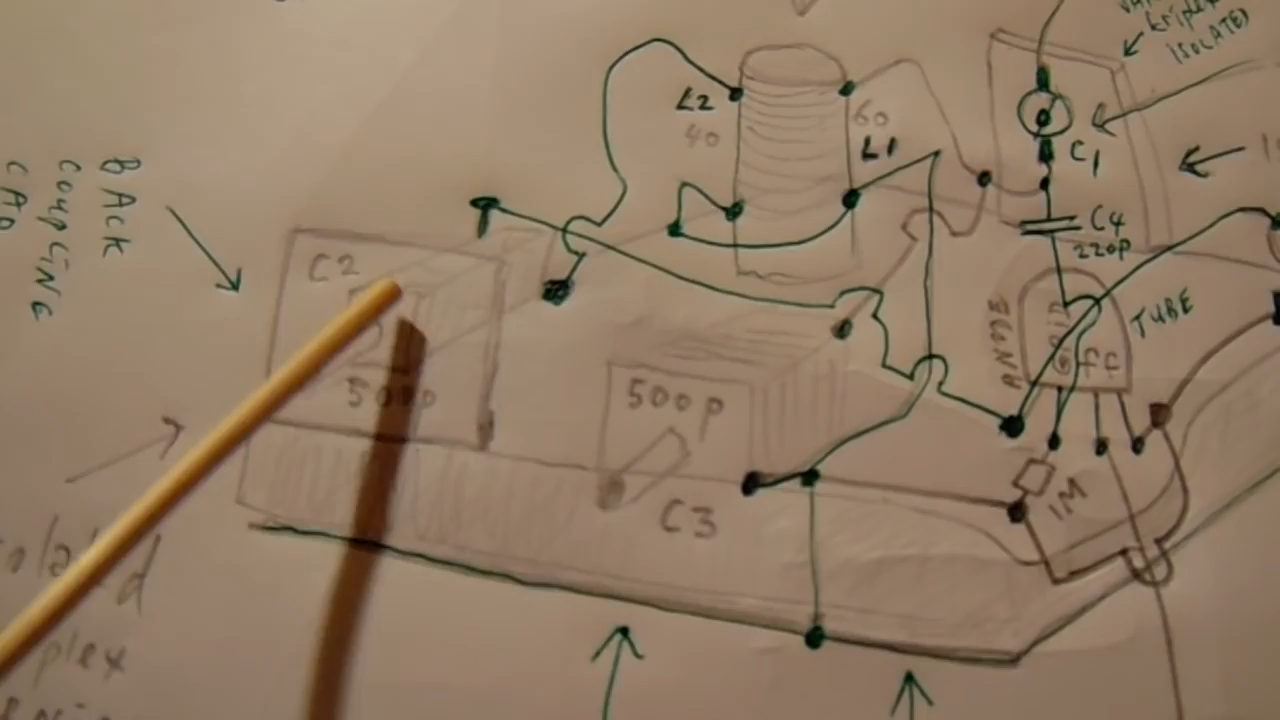 triplex
ISOLATED
L2
40
60
L1
C1
C4
220p
BACK
COUPLING
CAP
C2
500p
ANODE
GRID
FF
TUBE
500p
C3
1M